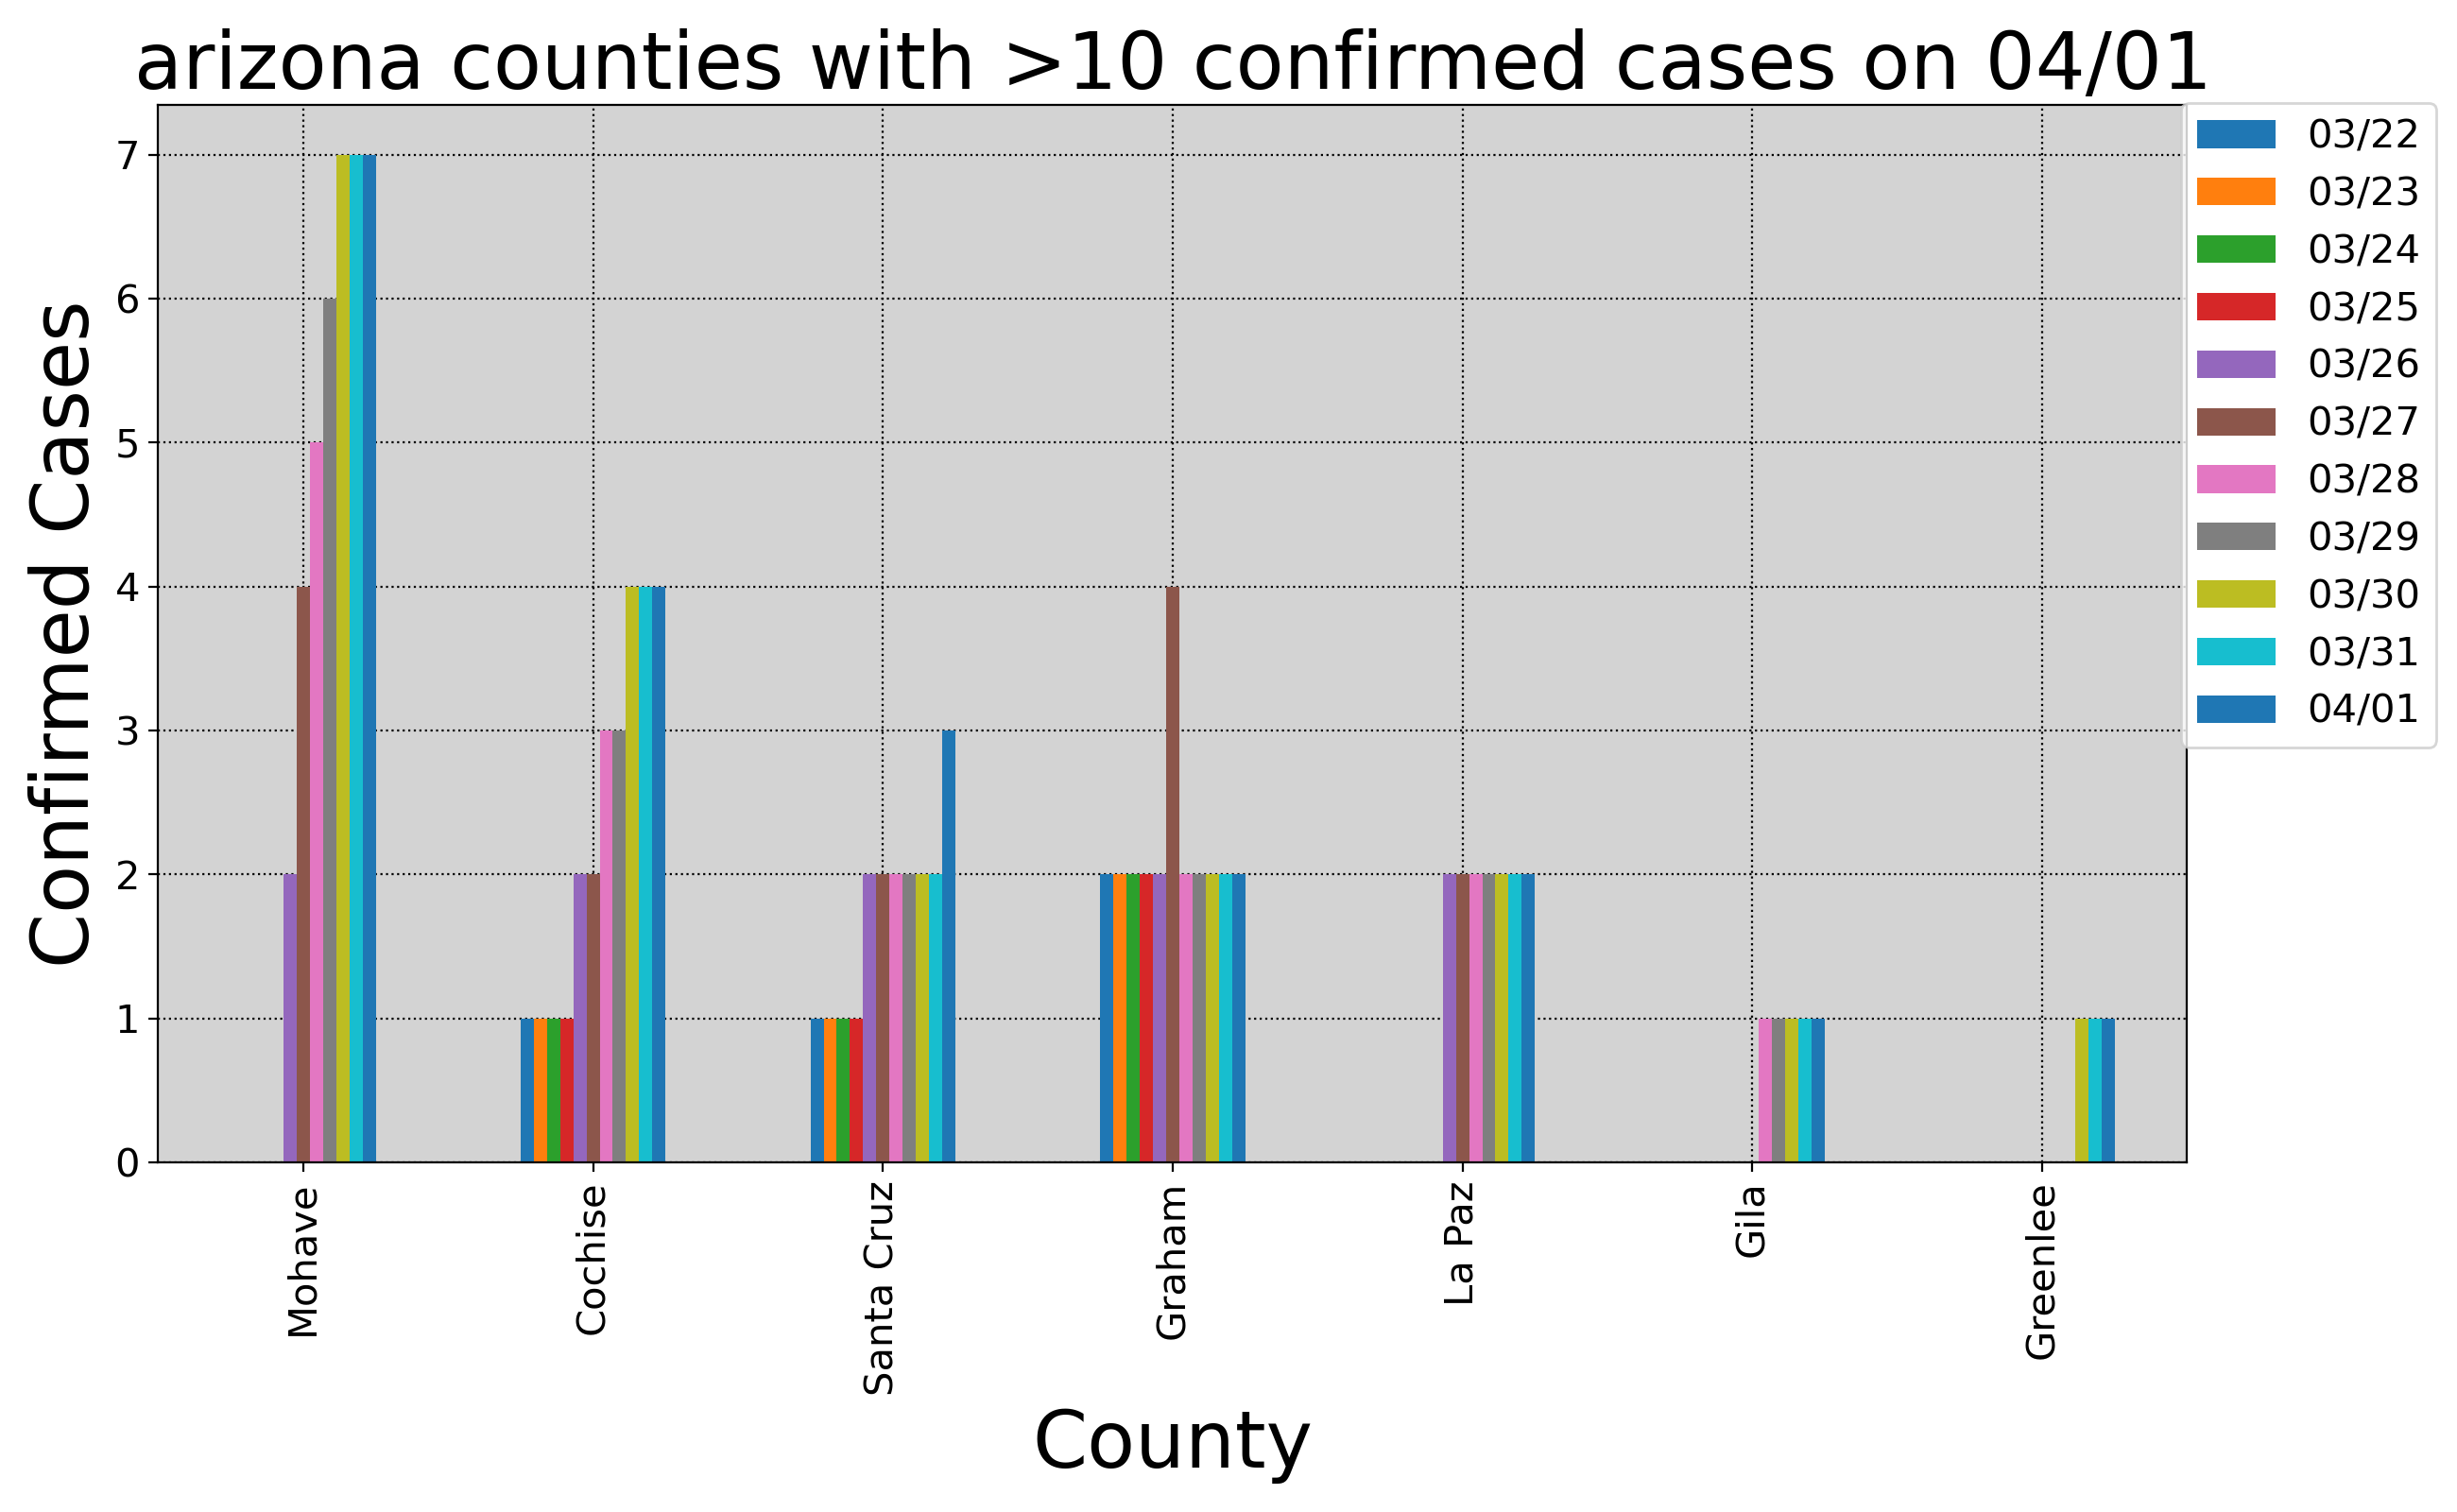 arizona counties with >10 confirmed cases on 04/01
Confirmed Cases
7
6
5
4
3
2
1
0
03/22
03/23
03/24
03/25
03/26
03/27
03/28
03/29
03/30
03/31
04/01
Mohave
Cochise
Santa Cruz
Graham
La Paz
Gila
Greenlee
County